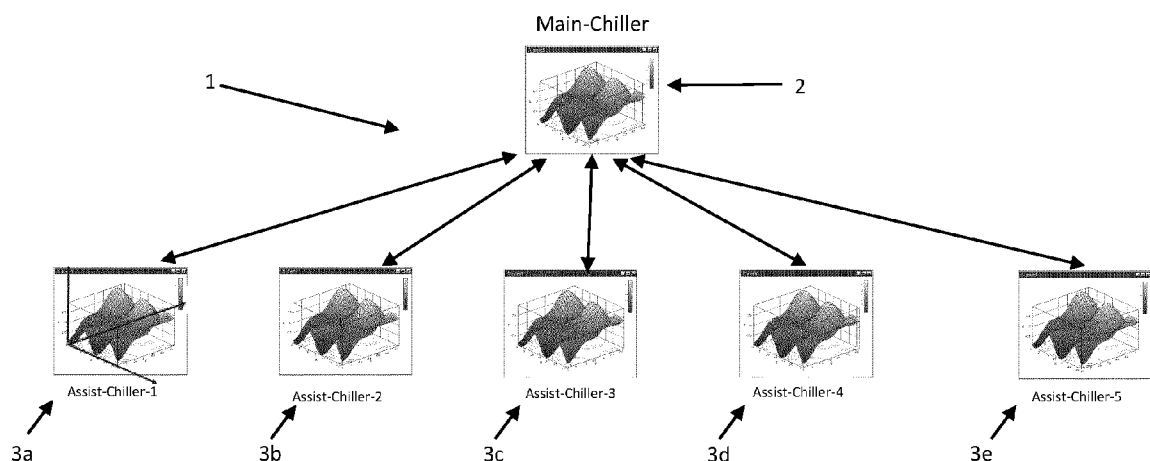 Main-Chiller
1
2
Assist-Chiller-1
Assist-Chiller-2
Assist-Chiller-3
Assist-Chiller-4
Assist-Chiller-5
3a
3b
3c
3d
3e